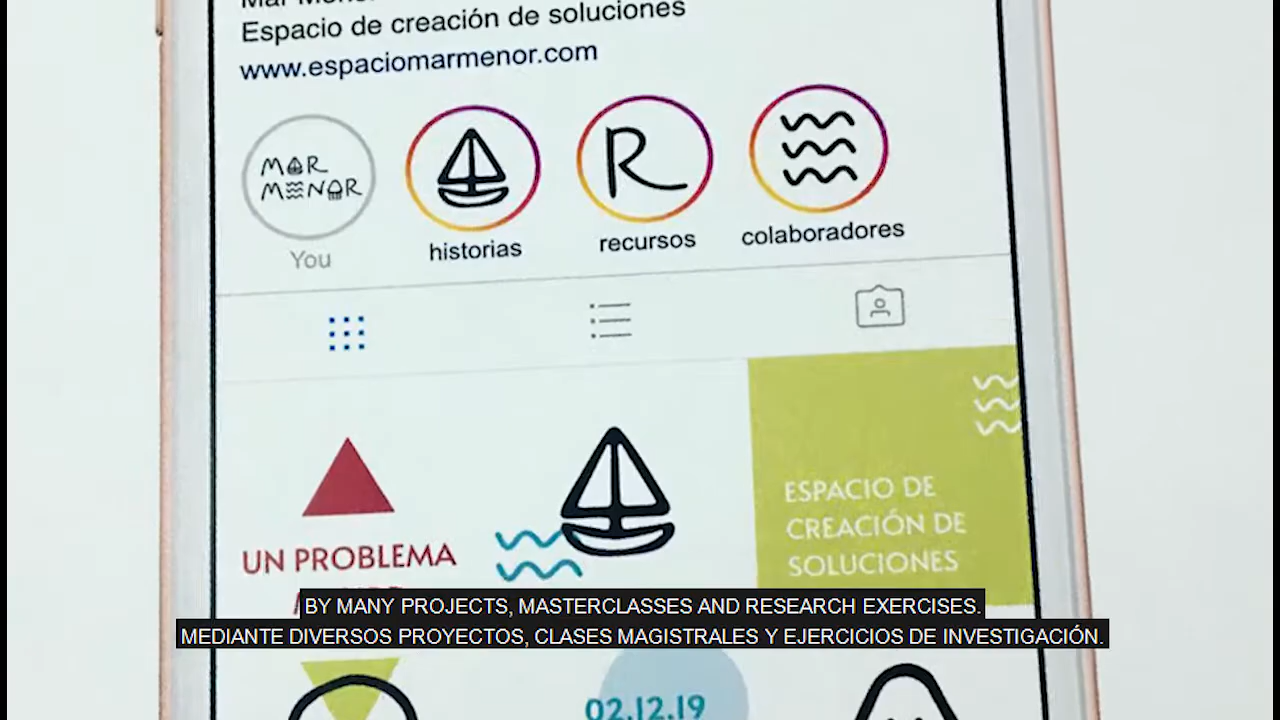 Mar Menor
Espacio de creación de soluciones
www.espaciomarmenor.com
MAR
MENOR
R
You
historias
recursos
colaboradores
UN PROBLEMA
ESPACIO DE
CREACIÓN DE
SOLUCIONES
BY MANY PROJECTS, MASTERCLASSES AND RESEARCH EXERCISES.
MEDIANTE DIVERSOS PROYECTOS, CLASES MAGISTRALES Y EJERCICIOS DE INVESTIGACIÓN.
02.12.19